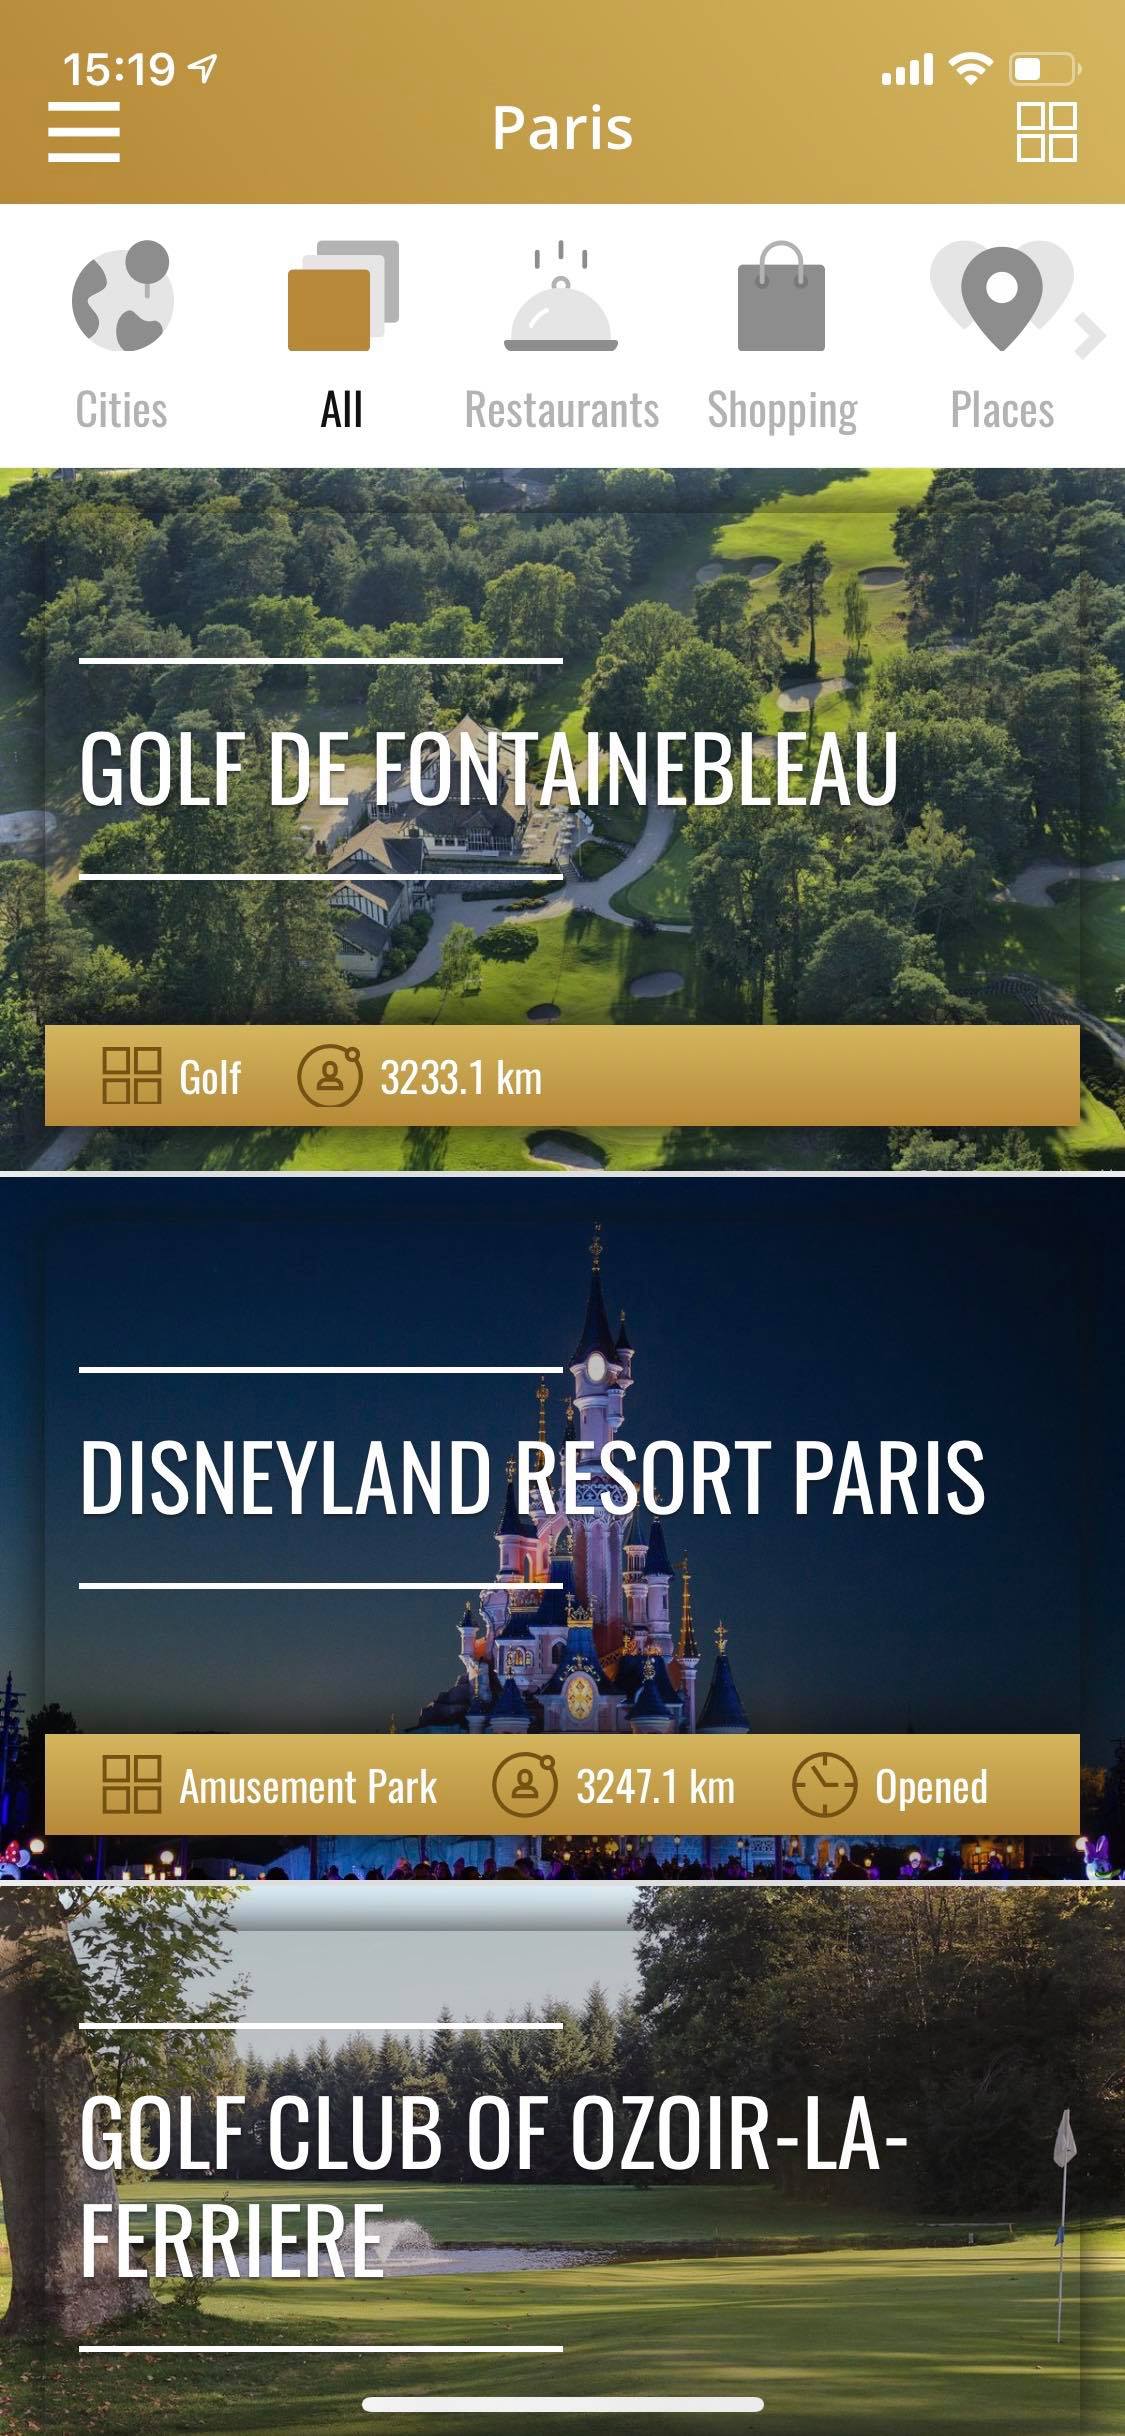 15:19
Paris
Cities
All
Restaurants
Shopping
Places
GOLF DE FONTAINEBLEAU
Golf
3233.1 km
DISNEYLAND RESORT PARIS
Amusement Park
3247.1 km
Opened
GOLF CLUB OF OZOIR-LA-
FERRIERE